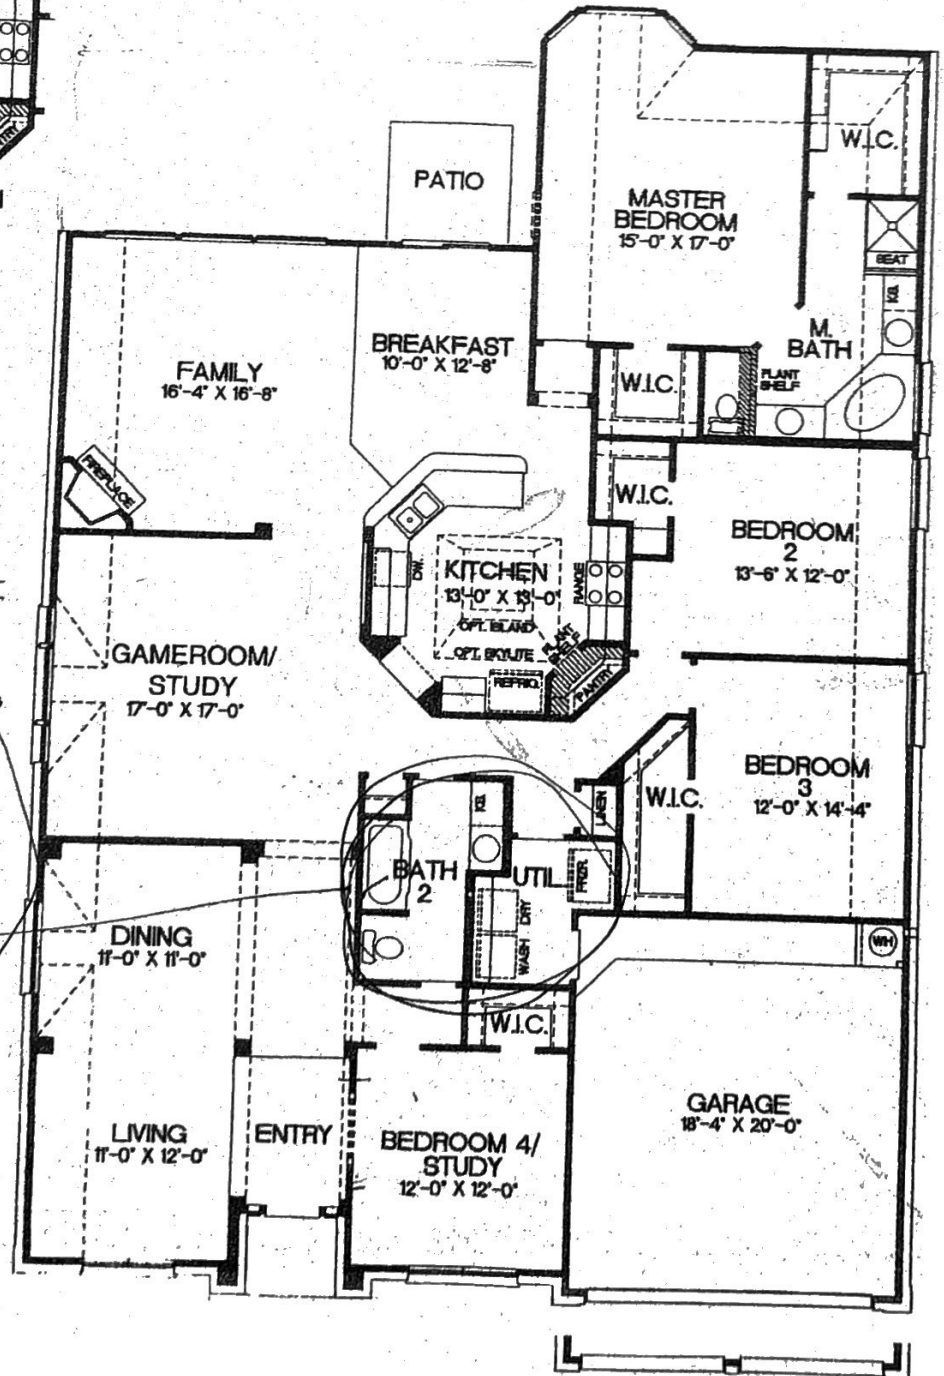 PATIO
W.I.C.
MASTER
BEDROOM
15'-0" X 17'-0"
SEAT
K.S.
M.
BATH
PLANT
SHELF
W.I.C.
FAMILY
16'-4" X 16'-8"
BREAKFAST
10'-0" X 12'-8"
FIREPLACE
W.I.C.
BEDROOM
2
13'-6" X 12'-0"
DW.
KITCHEN
13'-0" X 13'-0"
OPT. ISLAND
OPT. SKYLITE
RANGE
PLANT
SHELF
REFRIG.
PANTRY
GAMEROOM/
STUDY
17'-0" X 17'-0"
BEDROOM
3
12'-0" X 14'-4"
W.I.C.
LINEN
K.S.
BATH
2
UTIL.
FRZR.
DRY
WASH
WH
DINING
11'-0" X 11'-0"
W.I.C.
GARAGE
18'-4" X 20'-0"
LIVING
11'-0" X 12'-0"
ENTRY
BEDROOM 4/
STUDY
12'-0" X 12'-0"